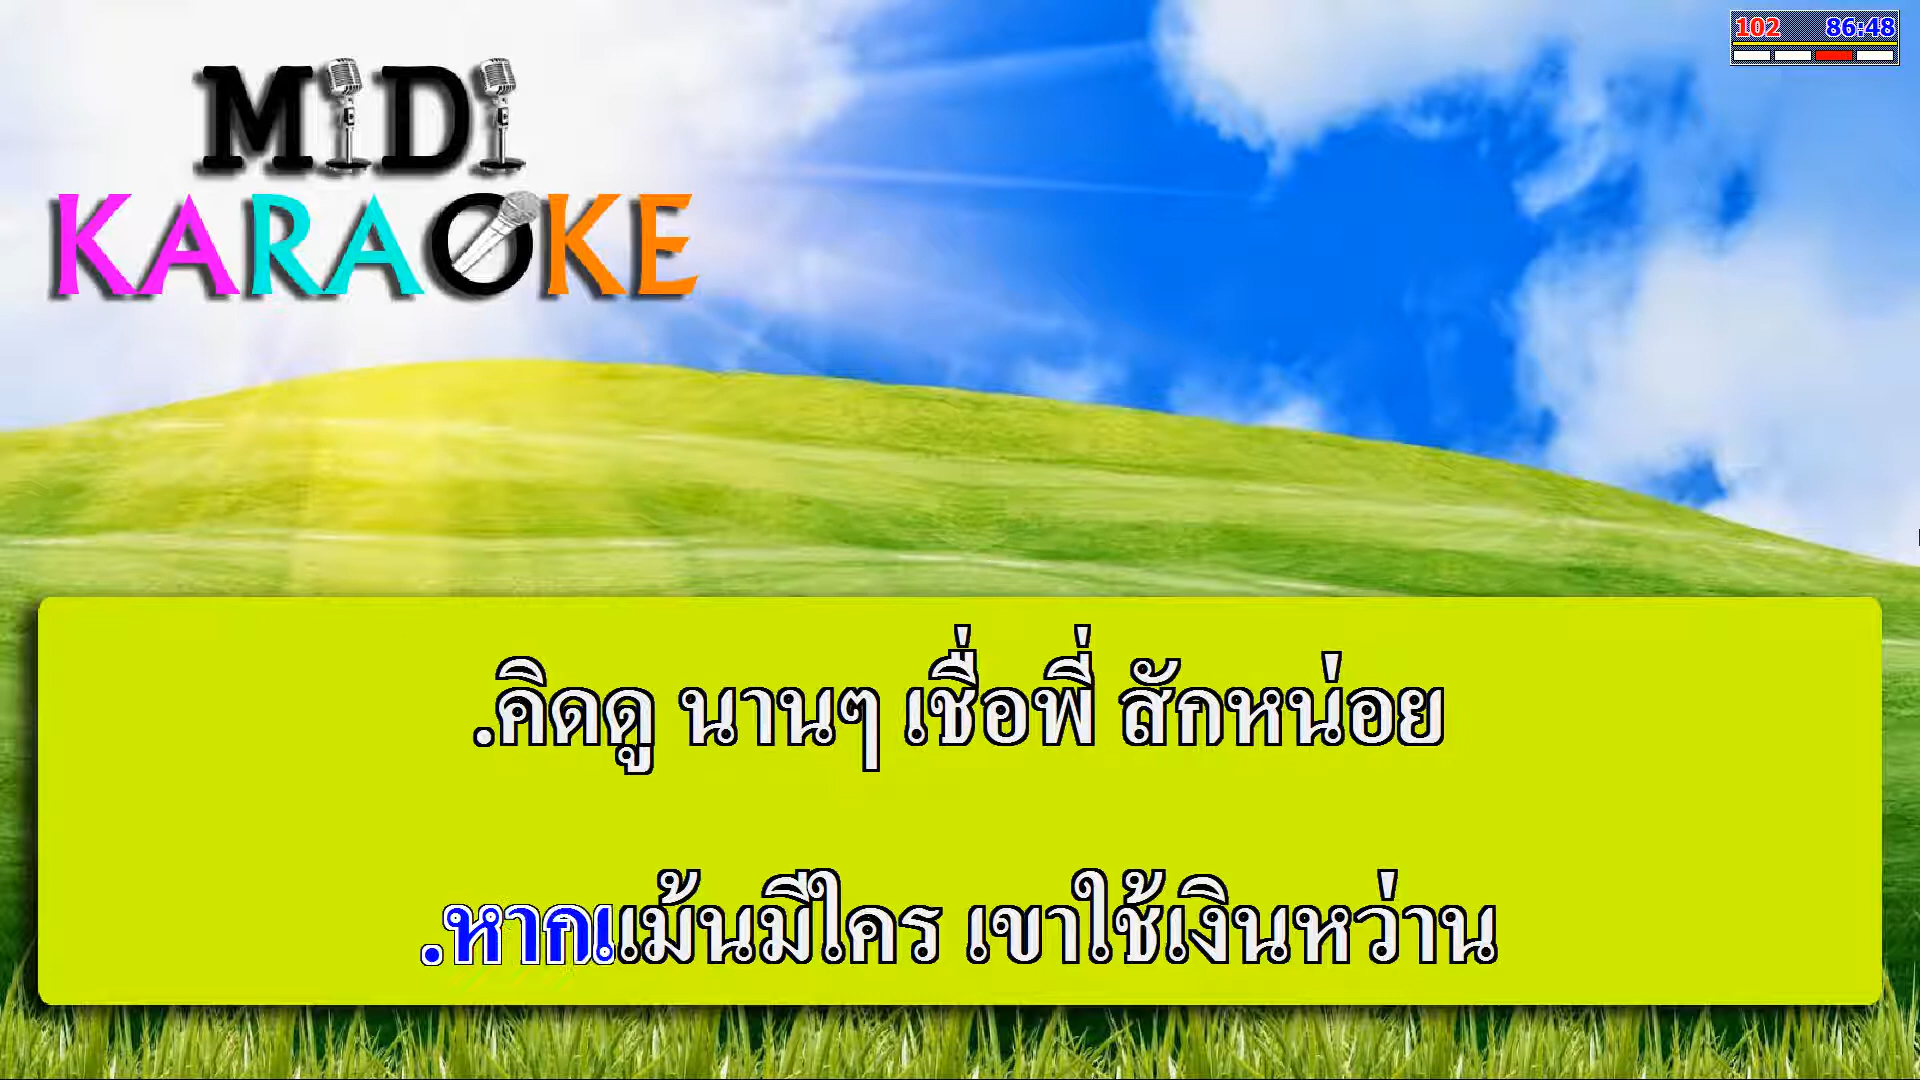 MiDi
KARAOKE
102 86:48
.คิดดู นานๆ เชื่อพี่ สักหน่อย
.หากแม้นมีใคร เขาใช้เงินหว่าน